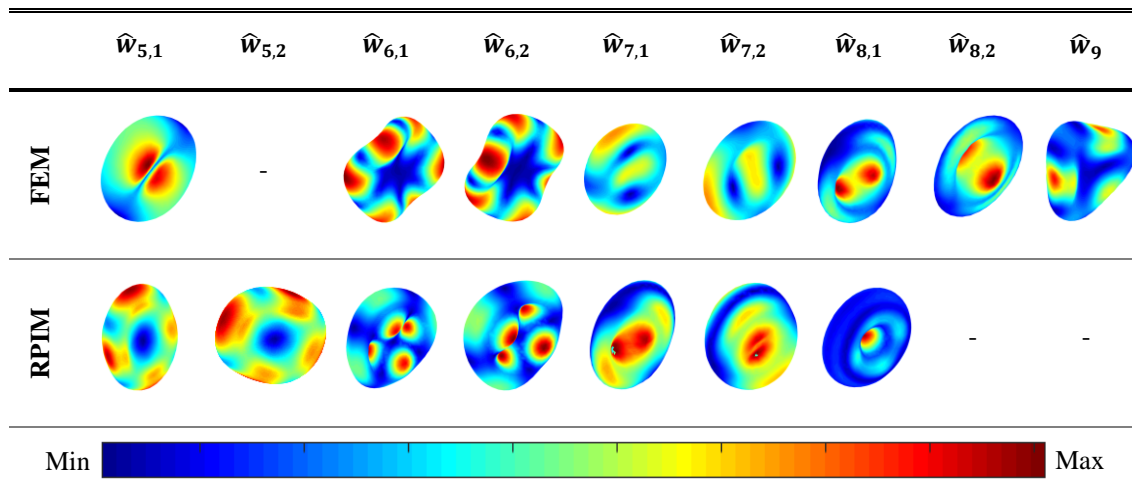 ŵ5,1 ŵ5,2 ŵ6,1 ŵ6,2 ŵ7,1 ŵ7,2 ŵ8,1 ŵ8,2 ŵ9
FEM -
RPIM - -
Min Max